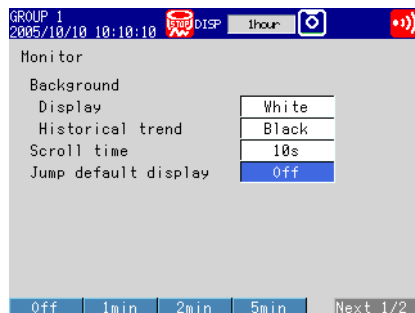 GROUP 1
2005/10/10 10:10:10 STOP DISP 1hour
Monitor
Background
Display White
Historical trend Black
Scroll time 10s
Jump default display Off
Off 1min 2min 5min Next 1/2